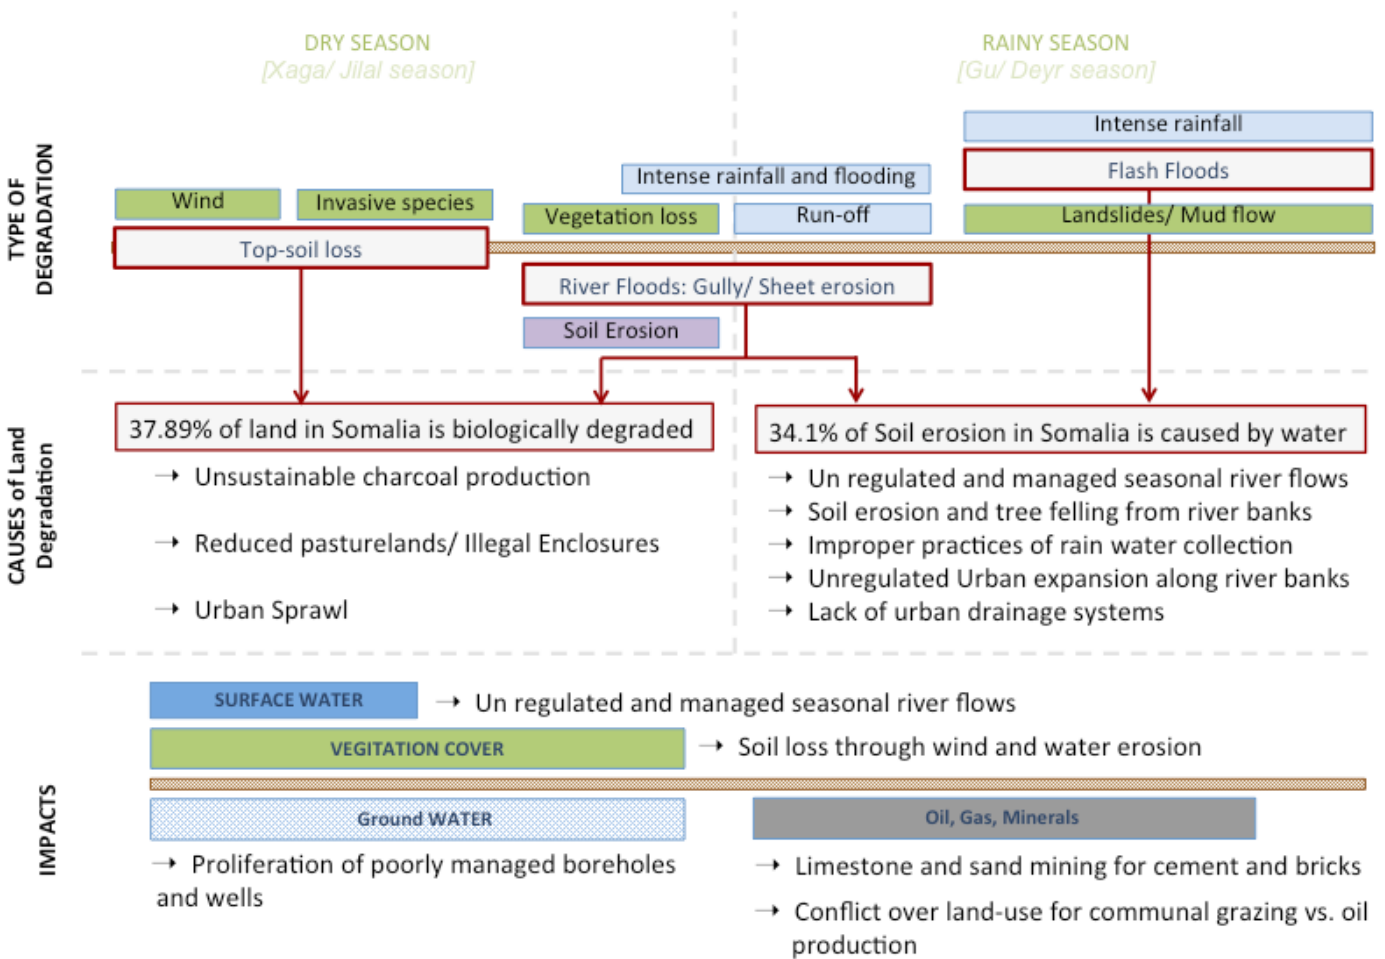 DRY SEASON
[Xaga/ Jilal season]
RAINY SEASON
[Gu/ Deyr season]
TYPE OF
DEGRADATION
Intense rainfall
Flash Floods
Landslides/ Mud flow
Intense rainfall and flooding
Wind
Invasive species
Vegetation loss
Run-off
Top-soil loss
River Floods: Gully/ Sheet erosion
Soil Erosion
CAUSES of Land
Degradation
37.89% of land in Somalia is biologically degraded
→ Unsustainable charcoal production
→ Reduced pasturelands/ Illegal Enclosures
→ Urban Sprawl
34.1% of Soil erosion in Somalia is caused by water
→ Un regulated and managed seasonal river flows
→ Soil erosion and tree felling from river banks
→ Improper practices of rain water collection
→ Unregulated Urban expansion along river banks
→ Lack of urban drainage systems
IMPACTS
SURFACE WATER
→ Un regulated and managed seasonal river flows
VEGITATION COVER
→ Soil loss through wind and water erosion
Ground WATER
→ Proliferation of poorly managed boreholes
and wells
Oil, Gas, Minerals
→ Limestone and sand mining for cement and bricks
→ Conflict over land-use for communal grazing vs. oil
production